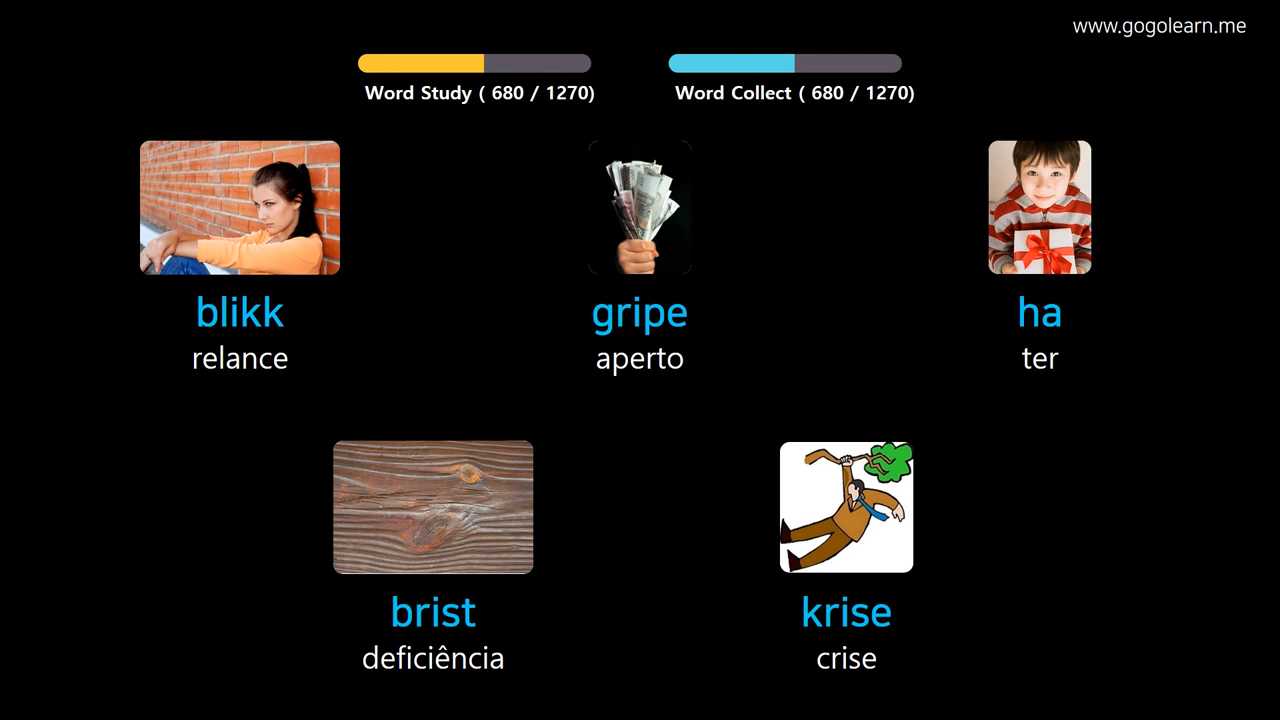 www.gogolearn.me
Word Study ( 680 / 1270)
Word Collect ( 680 / 1270)
blikk
relance
gripe
aperto
ha
ter
brist
deficiência
krise
crise